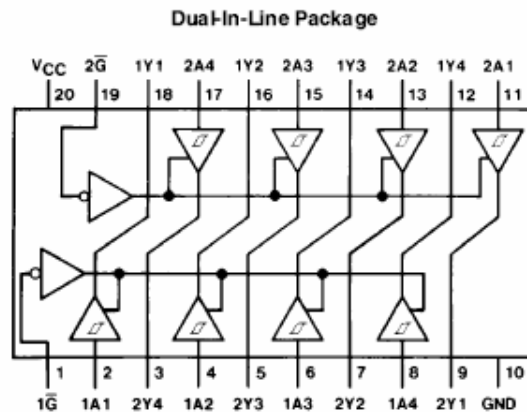 Dual-In-Line Package
VCC 2G̅ 1Y1 2A4 1Y2 2A3 1Y3 2A2 1Y4 2A1
20 19 18 17 16 15 14 13 12 11
1 2 3 4 5 6 7 8 9 10
1G̅ 1A1 2Y4 1A2 2Y3 1A3 2Y2 1A4 2Y1 GND